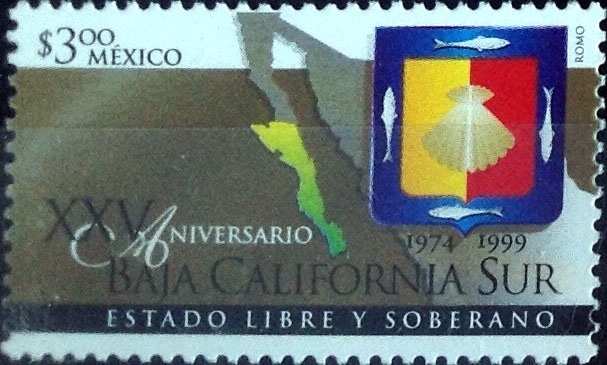 $3.00
MÉXICO
ROMO
XXV ANIVERSARIO
1974 1999
BAJA CALIFORNIA SUR
ESTADO LIBRE Y SOBERANO